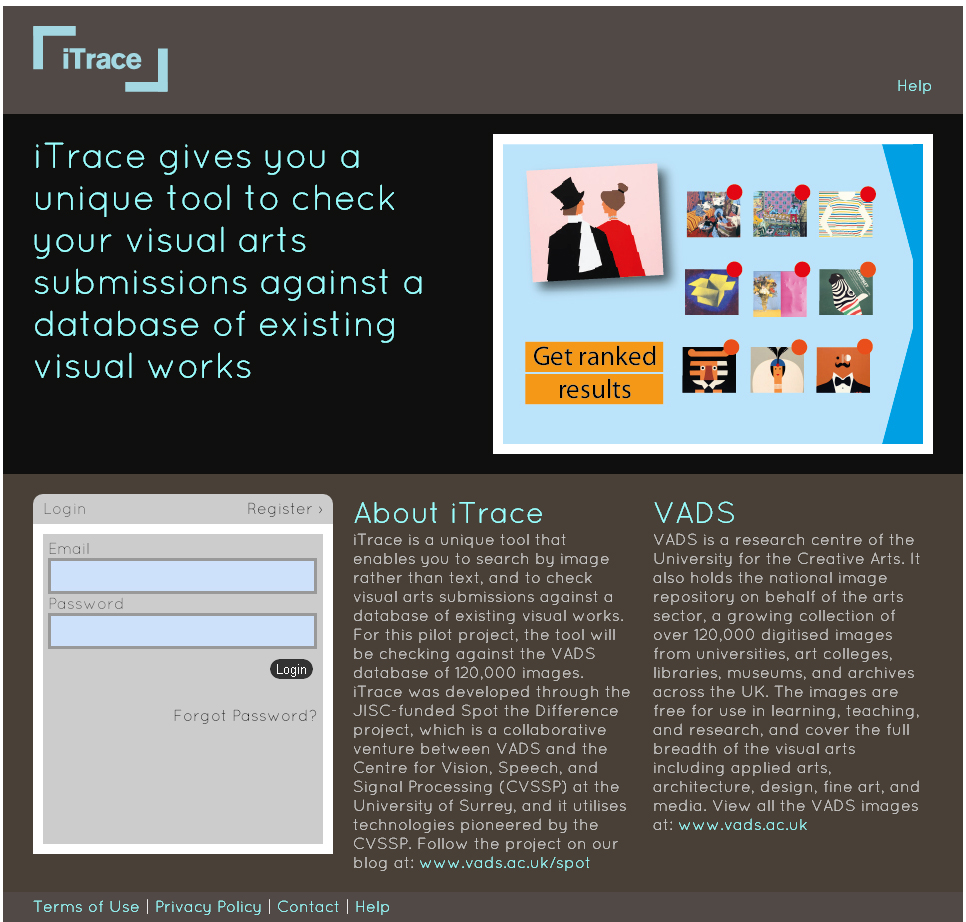 iTrace
Help
iTrace gives you a
unique tool to check
your visual arts
submissions against a
database of existing
visual works
Get ranked
results
Login
Register ›
Email
Password
Login
Forgot Password?
About iTrace
iTrace is a unique tool that
enables you to search by image
rather than text, and to check
visual arts submissions against a
database of existing visual works.
For this pilot project, the tool will
be checking against the VADS
database of 120,000 images.
iTrace was developed through the
JISC-funded Spot the Difference
project, which is a collaborative
venture between VADS and the
Centre for Vision, Speech, and
Signal Processing (CVSSP) at the
University of Surrey, and it utilises
technologies pioneered by the
CVSSP. Follow the project on our
blog at: www.vads.ac.uk/spot
VADS
VADS is a research centre of the
University for the Creative Arts. It
also holds the national image
repository on behalf of the arts
sector, a growing collection of
over 120,000 digitised images
from universities, art colleges,
libraries, museums, and archives
across the UK. The images are
free for use in learning, teaching,
and research, and cover the full
breadth of the visual arts
including applied arts,
architecture, design, fine art, and
media. View all the VADS images
at: www.vads.ac.uk
Terms of Use | Privacy Policy | Contact | Help